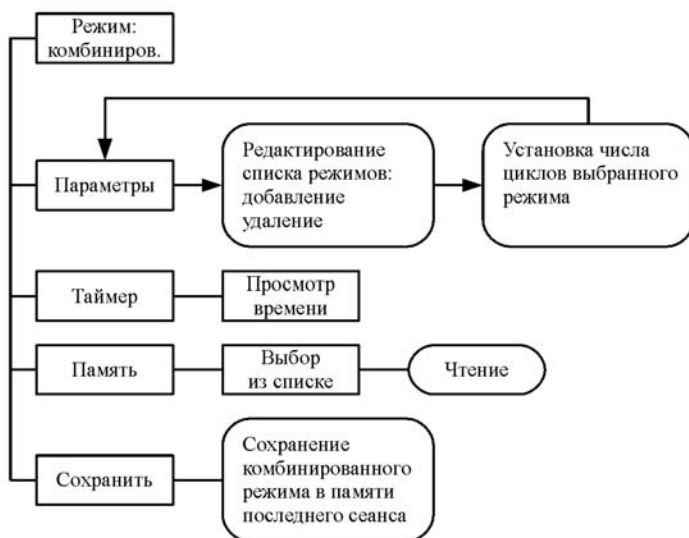 Режим:
комбиниров.
Параметры
Редактирование
списка режимов:
добавление
удаление
Установка числа
циклов выбранного
режима
Таймер
Просмотр
времени
Память
Выбор
из списке
Чтение
Сохранить
Сохранение
комбинированного
режима в памяти
последнего сеанса